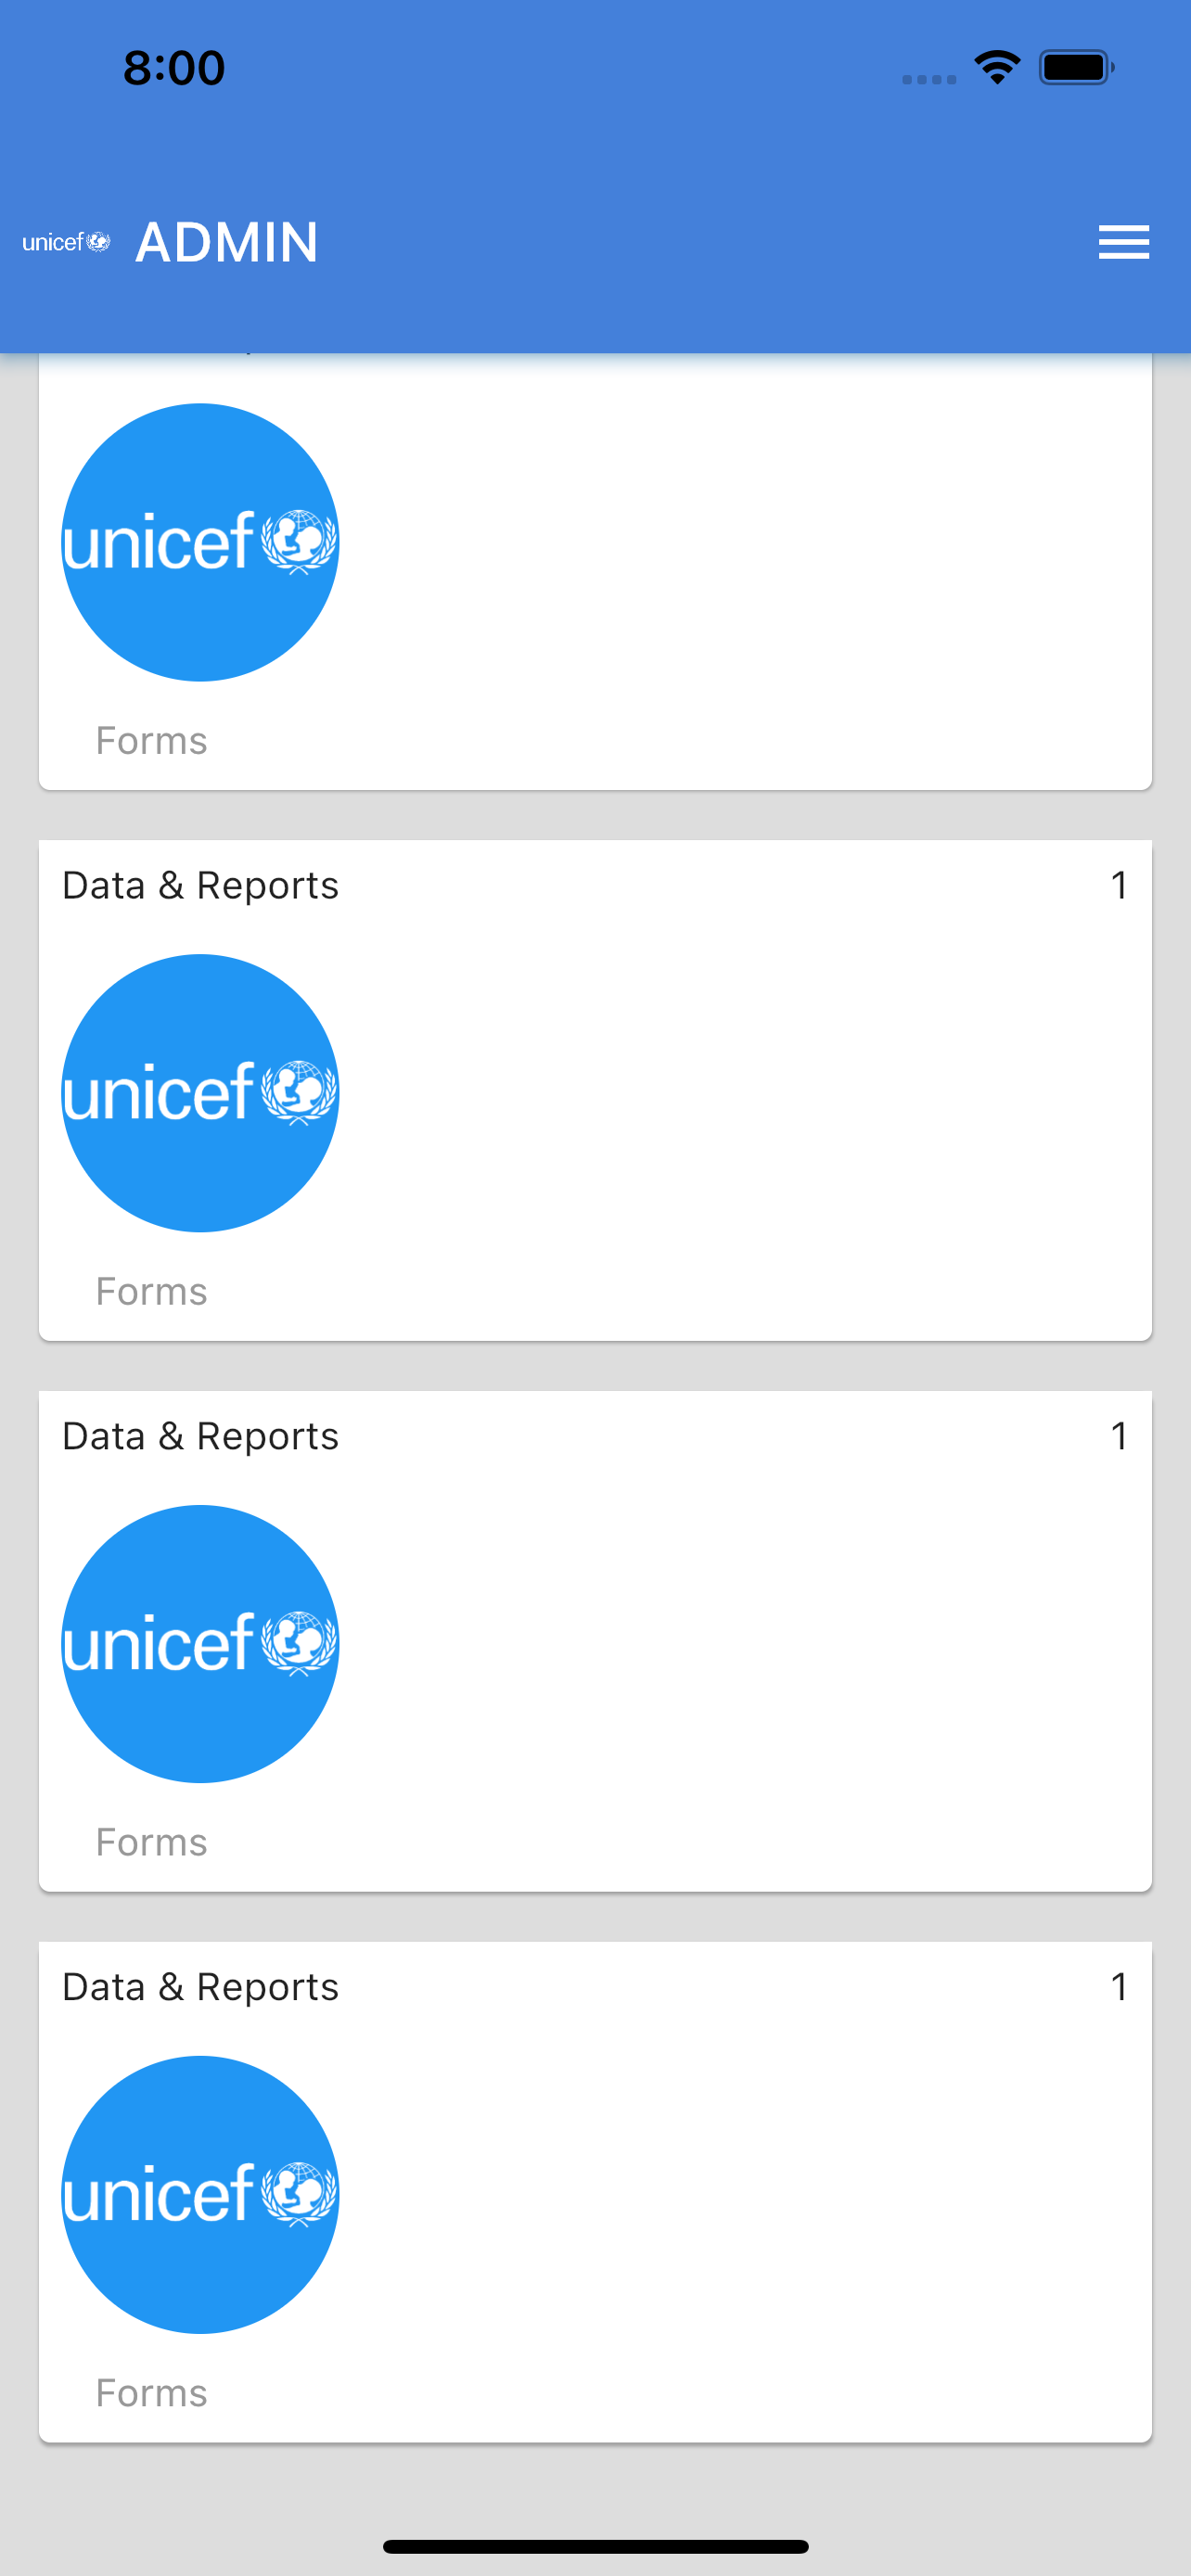 8:00
unicef ADMIN
unicef
Forms
Data & Reports 1
unicef
Forms
Data & Reports 1
unicef
Forms
Data & Reports 1
unicef
Forms